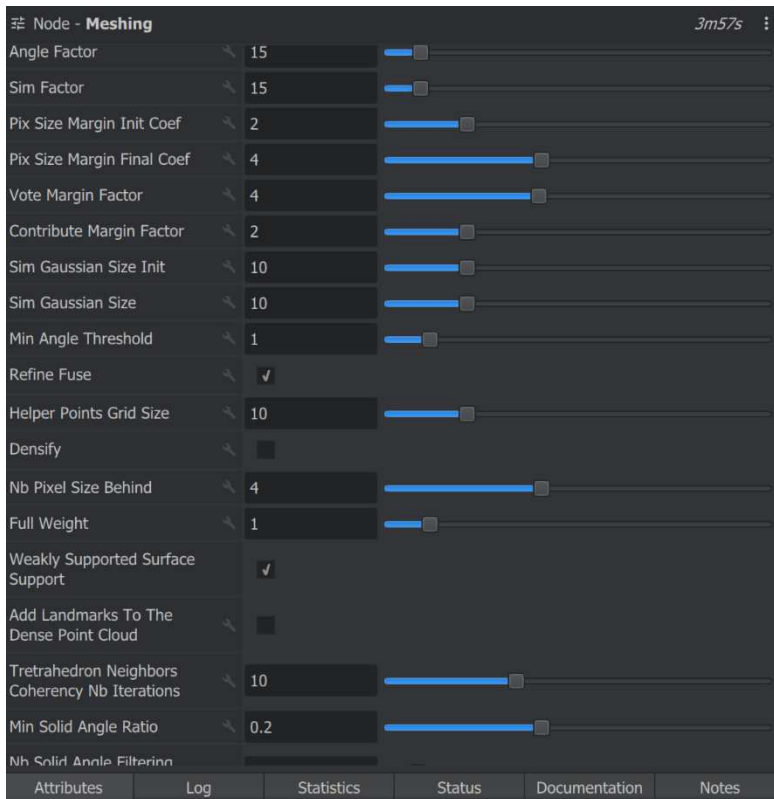 Node - Meshing 3m57s
Angle Factor 15
Sim Factor 15
Pix Size Margin Init Coef 2
Pix Size Margin Final Coef 4
Vote Margin Factor 4
Contribute Margin Factor 2
Sim Gaussian Size Init 10
Sim Gaussian Size 10
Min Angle Threshold 1
Refine Fuse
Helper Points Grid Size 10
Densify
Nb Pixel Size Behind 4
Full Weight 1
Weakly Supported Surface
Support
Add Landmarks To The
Dense Point Cloud
Tretrahedron Neighbors
Coherency Nb Iterations 10
Min Solid Angle Ratio 0.2
Nb Solid Angle Filtering
Attributes Log Statistics Status Documentation Notes